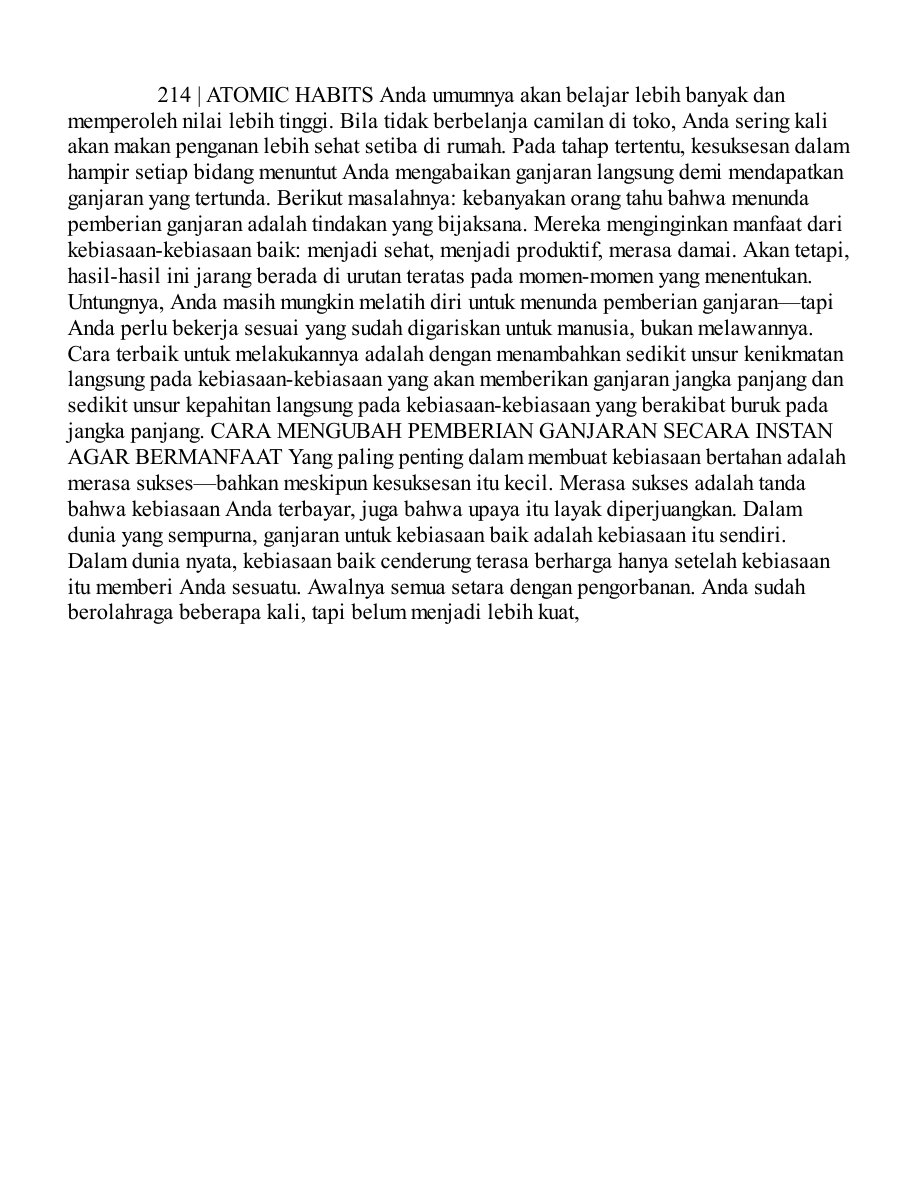 214 | ATOMIC HABITS Anda umumnya akan belajar lebih banyak dan
memperoleh nilai lebih tinggi. Bila tidak berbelanja camilan di toko, Anda sering kali
akan makan penganan lebih sehat setiba di rumah. Pada tahap tertentu, kesuksesan dalam
hampir setiap bidang menuntut Anda mengabaikan ganjaran langsung demi mendapatkan
ganjaran yang tertunda. Berikut masalahnya: kebanyakan orang tahu bahwa menunda
pemberian ganjaran adalah tindakan yang bijaksana. Mereka menginginkan manfaat dari
kebiasaan-kebiasaan baik: menjadi sehat, menjadi produktif, merasa damai. Akan tetapi,
hasil-hasil ini jarang berada di urutan teratas pada momen-momen yang menentukan.
Untungnya, Anda masih mungkin melatih diri untuk menunda pemberian ganjaran—tapi
Anda perlu bekerja sesuai yang sudah digariskan untuk manusia, bukan melawannya.
Cara terbaik untuk melakukannya adalah dengan menambahkan sedikit unsur kenikmatan
langsung pada kebiasaan-kebiasaan yang akan memberikan ganjaran jangka panjang dan
sedikit unsur kepahitan langsung pada kebiasaan-kebiasaan yang berakibat buruk pada
jangka panjang. CARA MENGUBAH PEMBERIAN GANJARAN SECARA INSTAN
AGAR BERMANFAAT Yang paling penting dalam membuat kebiasaan bertahan adalah
merasa sukses—bahkan meskipun kesuksesan itu kecil. Merasa sukses adalah tanda
bahwa kebiasaan Anda terbayar, juga bahwa upaya itu layak diperjuangkan. Dalam
dunia yang sempurna, ganjaran untuk kebiasaan baik adalah kebiasaan itu sendiri.
Dalam dunia nyata, kebiasaan baik cenderung terasa berharga hanya setelah kebiasaan
itu memberi Anda sesuatu. Awalnya semua setara dengan pengorbanan. Anda sudah
berolahraga beberapa kali, tapi belum menjadi lebih kuat,